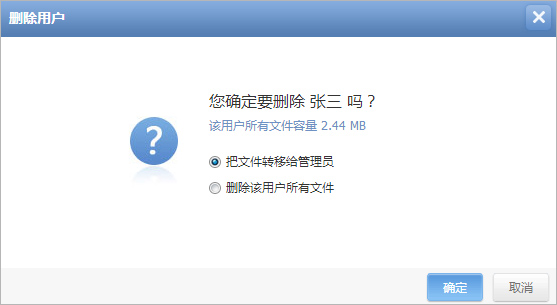 删除用户
您确定要删除 张三 吗？
该用户所有文件容量 2.44 MB
把文件转移给管理员
删除该用户所有文件
确定
取消